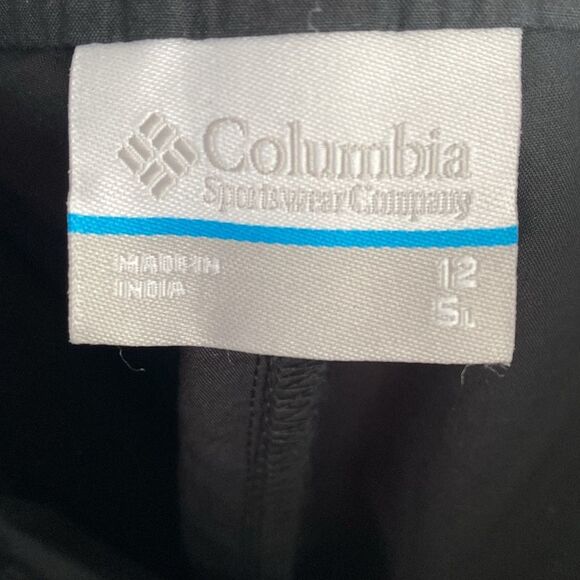 Columbia
Sportswear Company
MADE IN
INDIA
12
5L